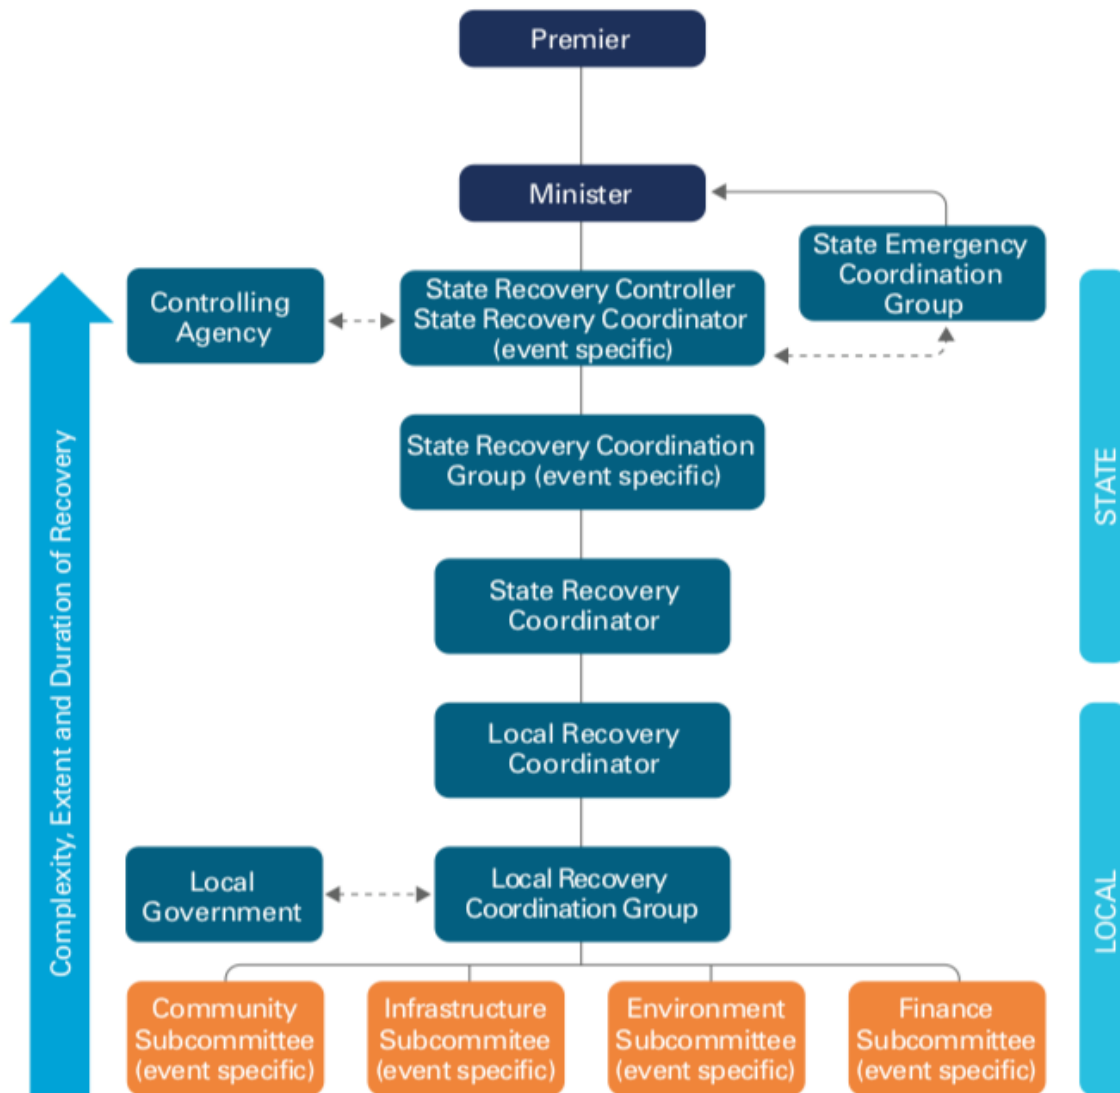 Premier
Minister
State Emergency
Coordination
Group
Controlling
Agency
State Recovery Controller
State Recovery Coordinator
(event specific)
State Recovery Coordination
Group (event specific)
State Recovery
Coordinator
Local Recovery
Coordinator
Local
Government
Local Recovery
Coordination Group
Community
Subcommittee
(event specific)
Infrastructure
Subcommitee
(event specific)
Environment
Subcommittee
(event specific)
Finance
Subcommittee
(event specific)
Complexity, Extent and Duration of Recovery
STATE
LOCAL